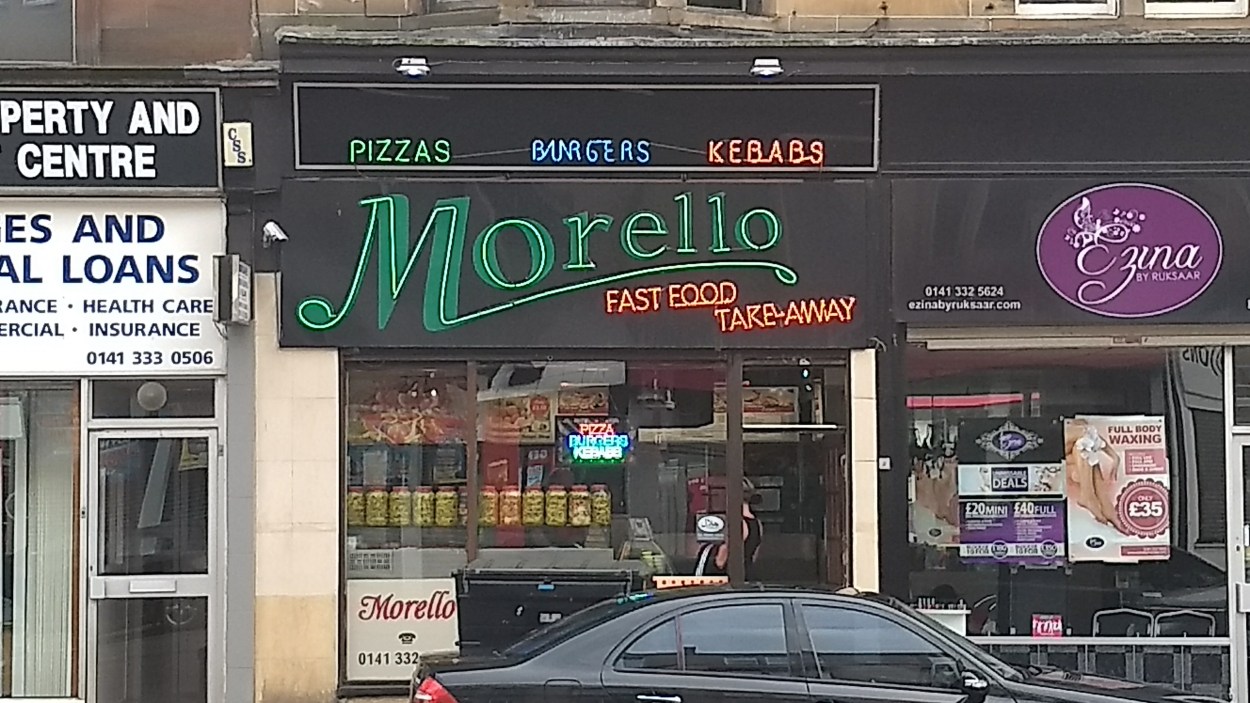 PERTY AND
CENTRE
ES AND
AL LOANS
RANCE · HEALTH CARE
ERCIAL · INSURANCE
0141 333 0506
C
S
S.
PIZZAS BURGERS KEBABS
Morello
FAST FOOD
TAKE-AWAY
PIZZA
BURGERS
KEBABS
Morello
0141 332
Ezina
BY RUKSAAR
0141 332 5624
ezinabyruksaar.com
DEALS
£20MINI £40FULL
FULL BODY
WAXING
ONLY
£35